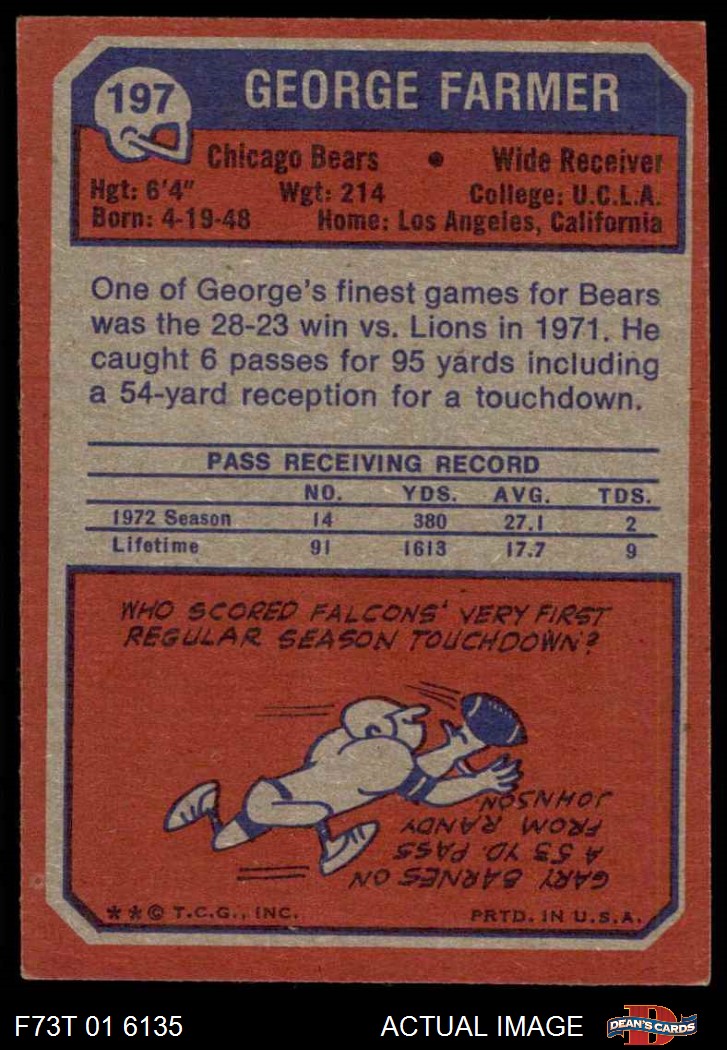 197
GEORGE FARMER
Chicago Bears • Wide Receiver
Hgt: 6'4" Wgt: 214 College: U.C.L.A.
Born: 4-19-48 Home: Los Angeles, California
One of George's finest games for Bears
was the 28-23 win vs. Lions in 1971. He
caught 6 passes for 95 yards including
a 54-yard reception for a touchdown.
PASS RECEIVING RECORD
NO. YDS. AVG. TDS.
1972 Season 14 380 27.1 2
Lifetime 91 1613 17.7 9
WHO SCORED FALCONS' VERY FIRST
REGULAR SEASON TOUCHDOWN?
GARY BARNES ON
A 53 YD. PASS
FROM RANDY
JOHNSON
**© T.C.G., INC. PRTD. IN U.S.A.
F73T 01 6135 ACTUAL IMAGE
D
DEAN'S CARDS